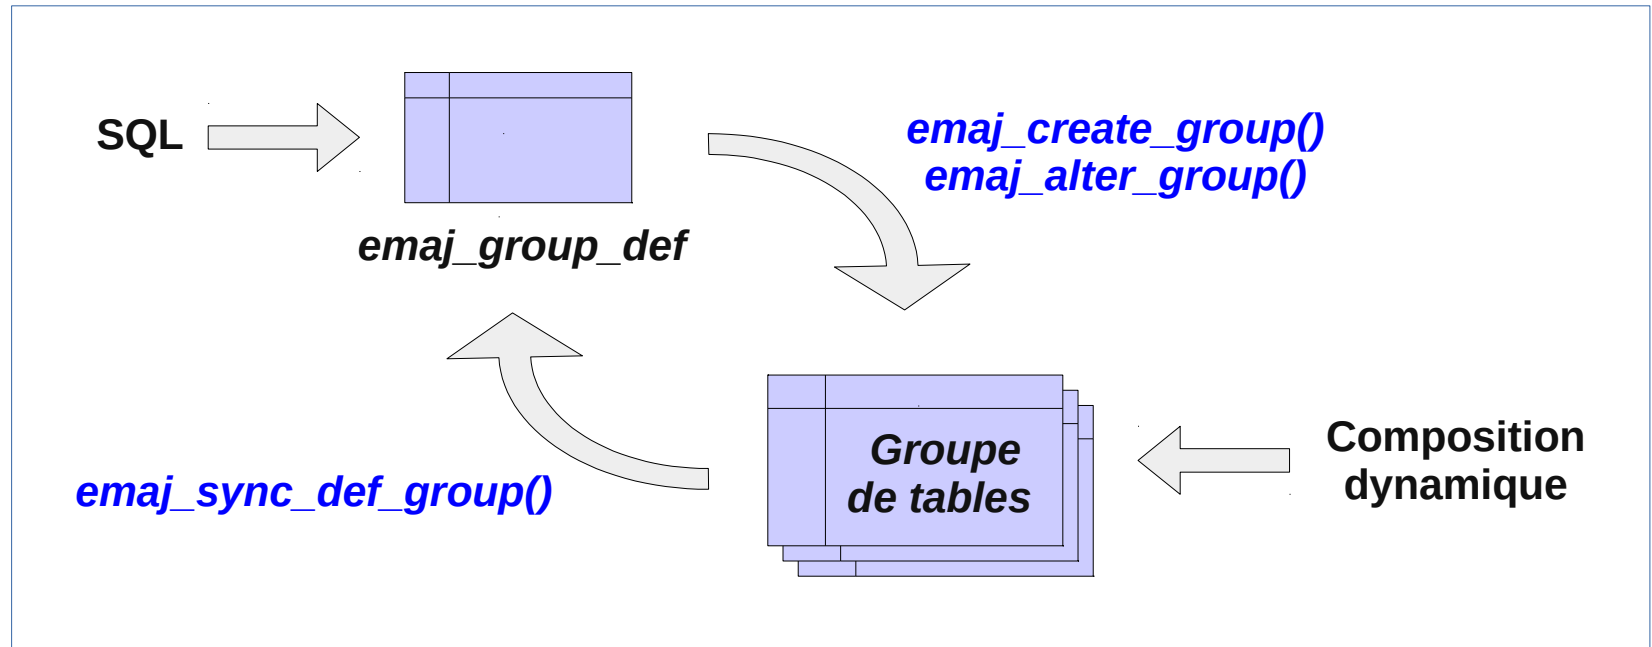 SQL
emaj_group_def
emaj_create_group()
emaj_alter_group()
emaj_sync_def_group()
Groupe
de tables
Composition
dynamique